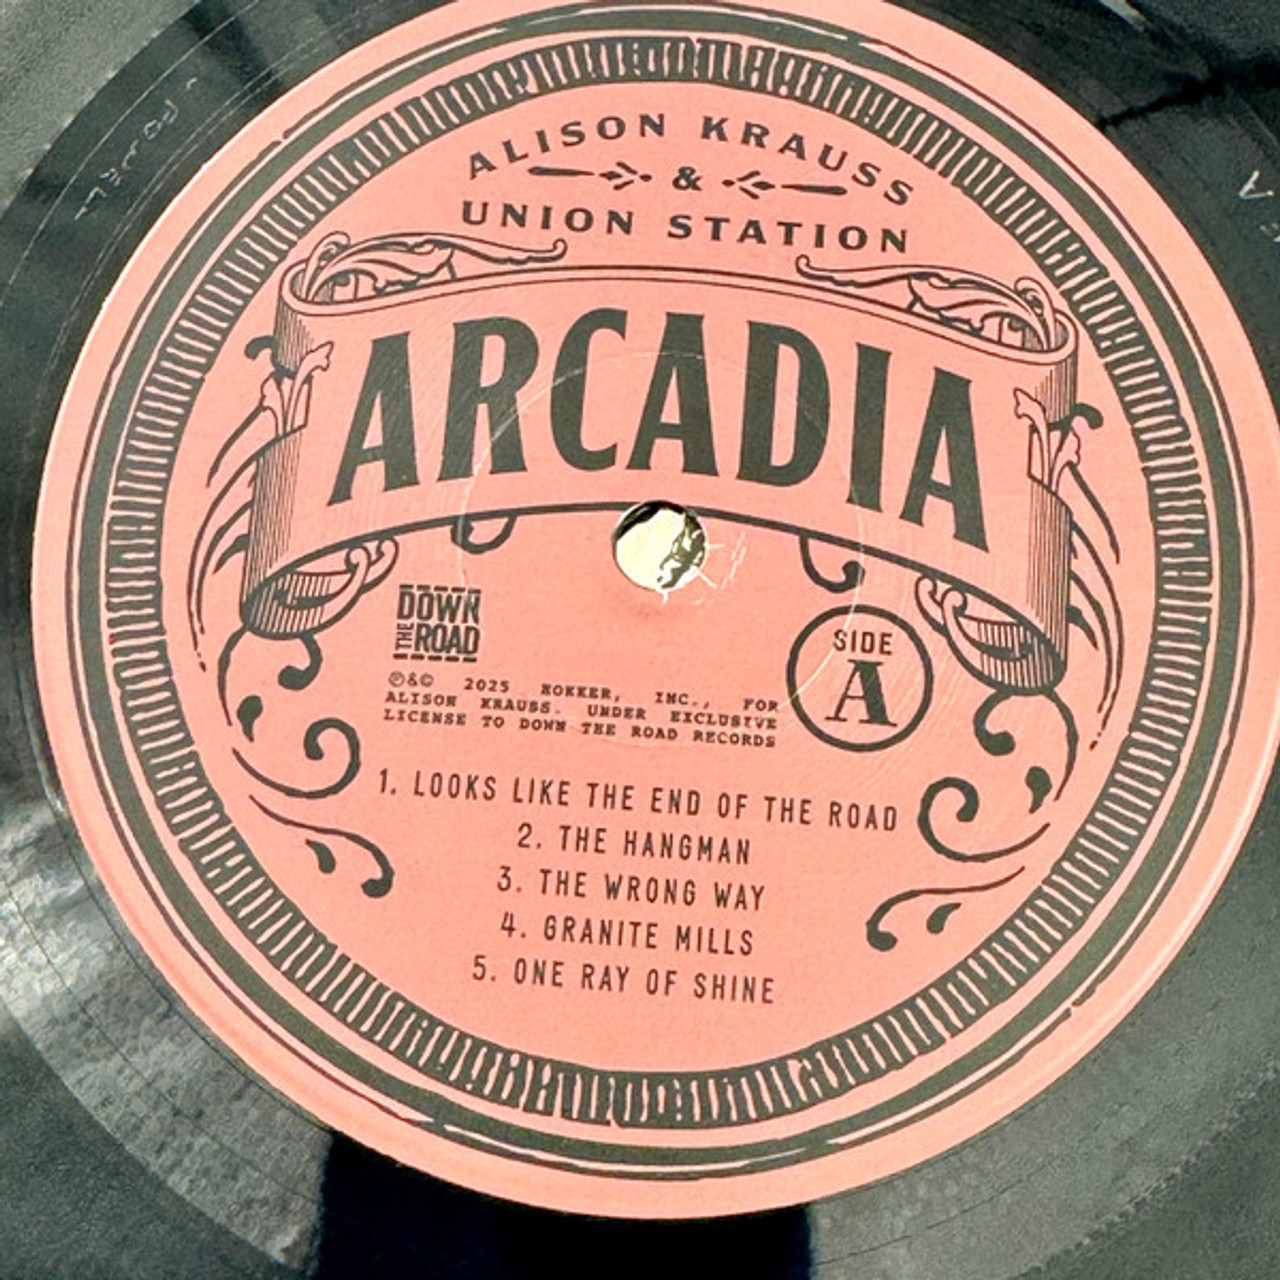 ALISON KRAUSS
&
UNION STATION
ARCADIA
DOWN
THE ROAD
SIDE
A
℗&© 2025 HOKKER, INC., FOR
ALISON KRAUSS. UNDER EXCLUSIVE
LICENSE TO DOWN THE ROAD RECORDS
1. LOOKS LIKE THE END OF THE ROAD
2. THE HANGMAN
3. THE WRONG WAY
4. GRANITE MILLS
5. ONE RAY OF SHINE